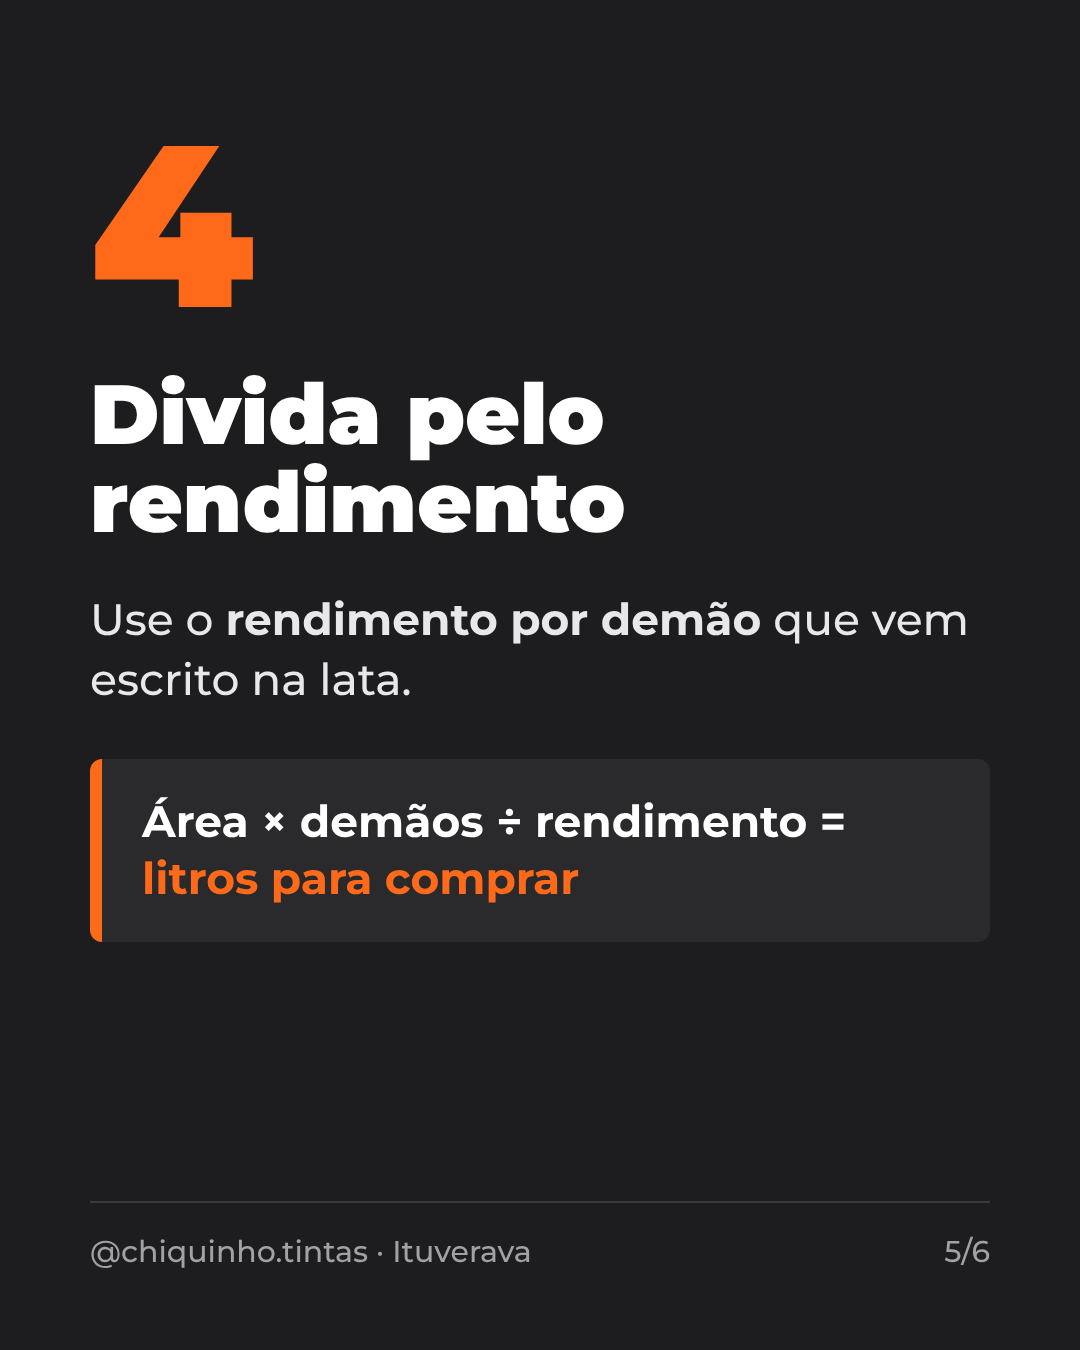 4
Divida pelo
rendimento
Use o rendimento por demão que vem
escrito na lata.
Área × demãos ÷ rendimento =
litros para comprar
@chiquinho.tintas · Ituverava
5/6